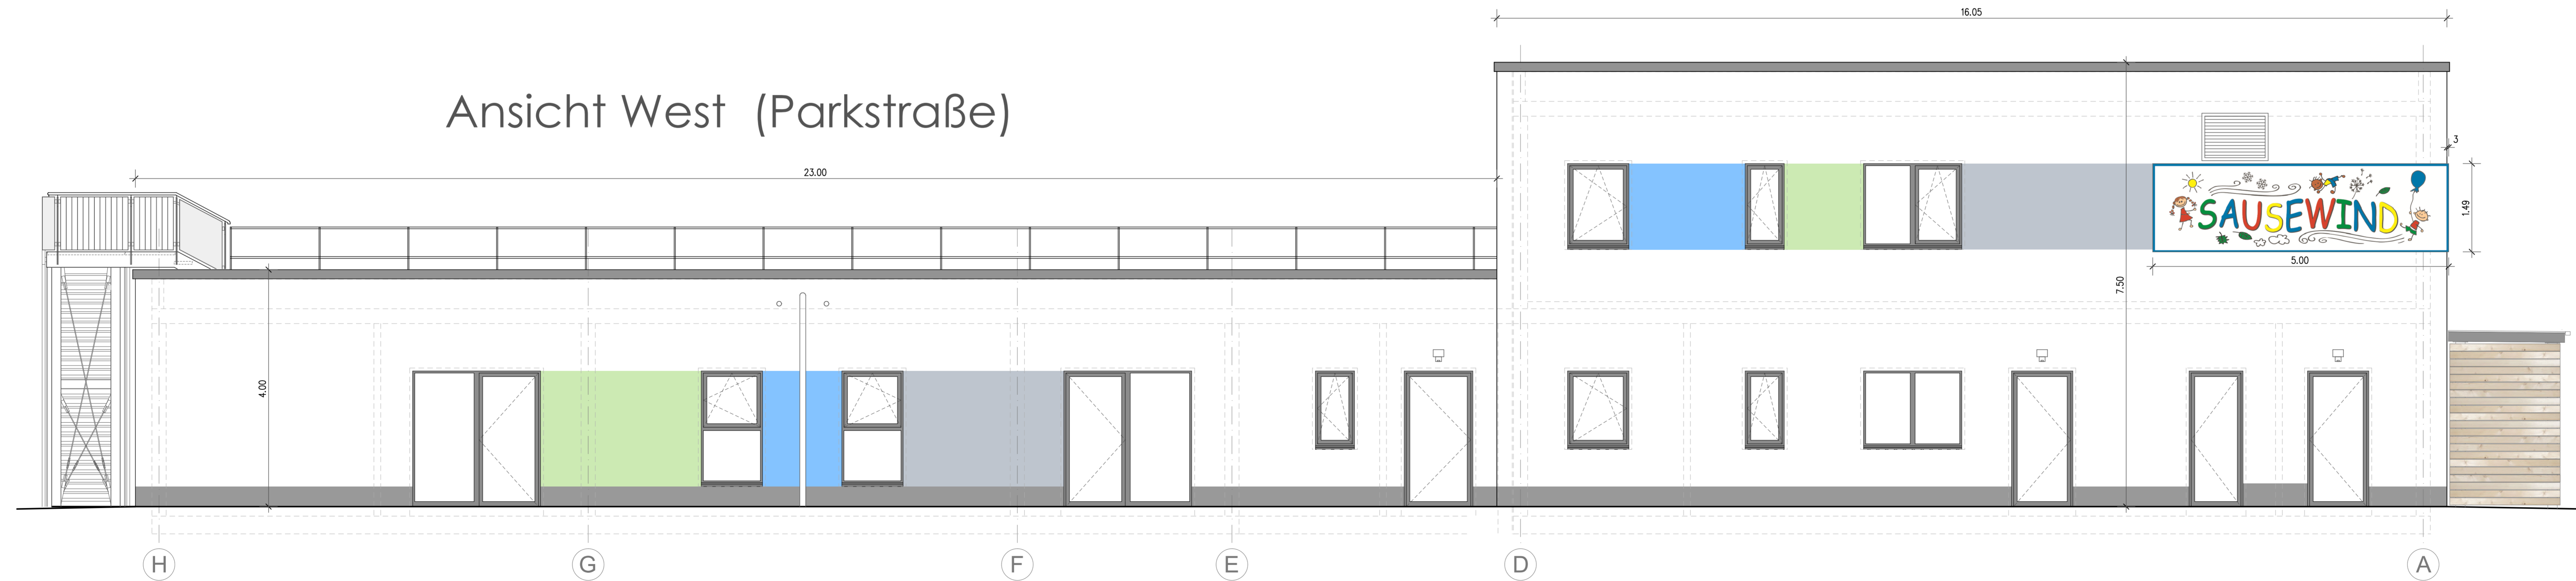 16.05
Ansicht West (Parkstraße)
3
23.00
SAUSEWIND
1.49
5.00
7.50
4.00
H G F E D A